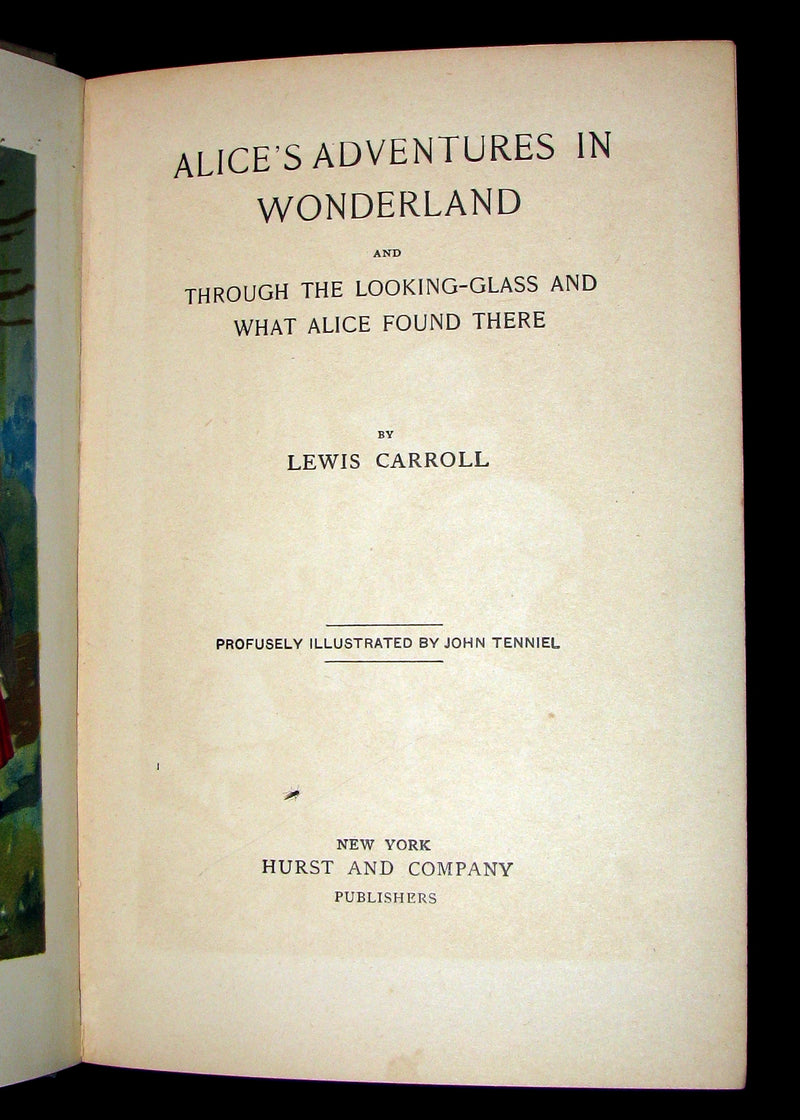 ALICE'S ADVENTURES IN
WONDERLAND
AND
THROUGH THE LOOKING-GLASS AND
WHAT ALICE FOUND THERE
BY
LEWIS CARROLL
PROFUSELY ILLUSTRATED BY JOHN TENNIEL
NEW YORK
HURST AND COMPANY
PUBLISHERS